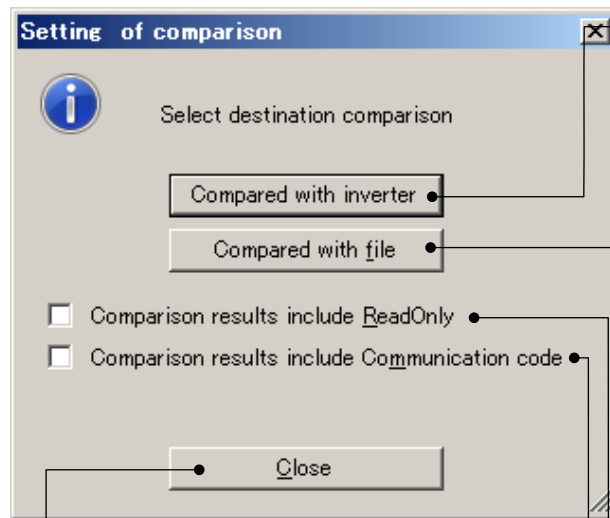 Setting of comparison
Select destination comparison
Compared with inverter
Compared with file
Comparison results include ReadOnly
Comparison results include Communication code
Close